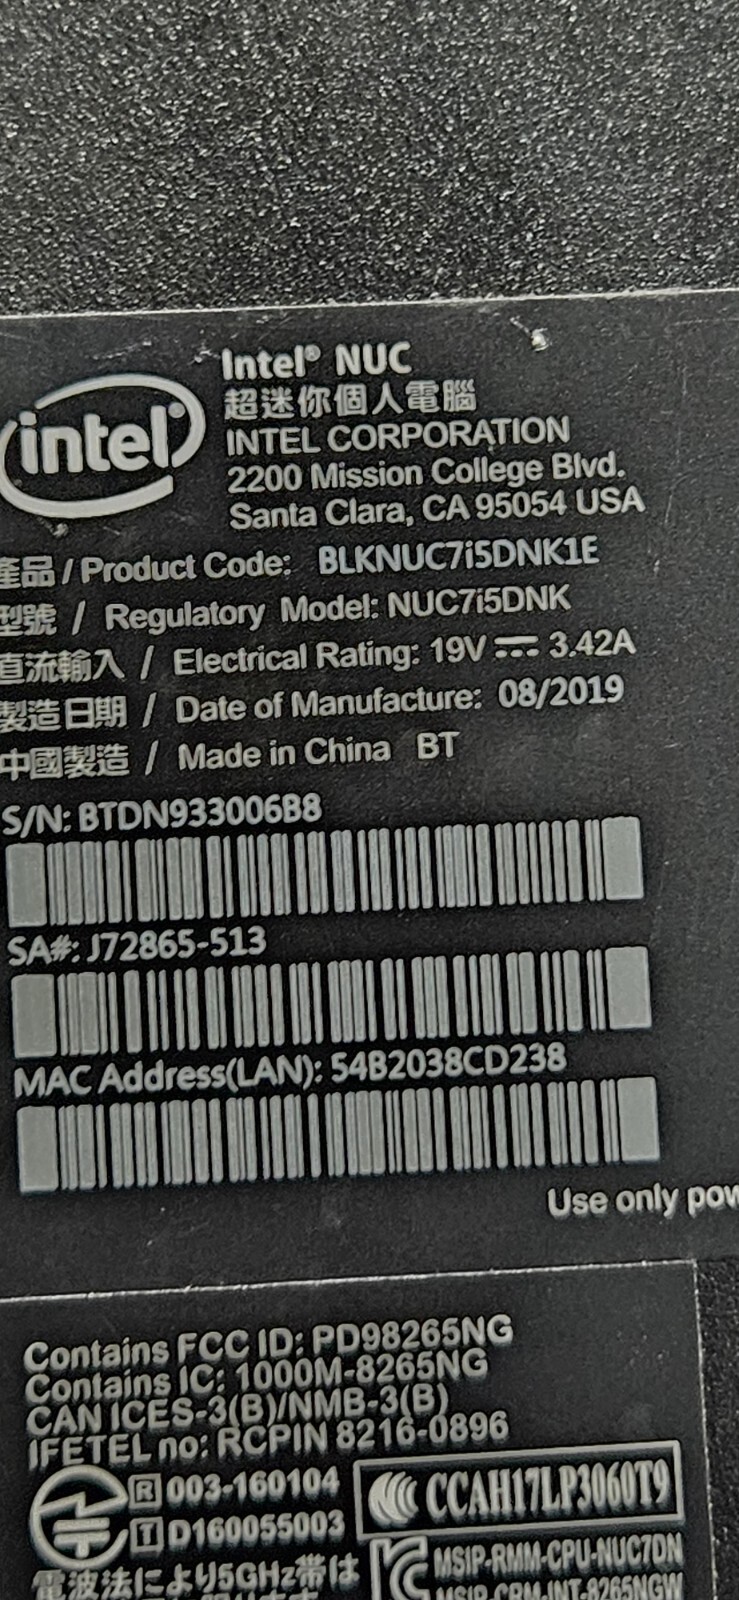 intel®
Intel® NUC
超迷你個人電腦
INTEL CORPORATION
2200 Mission College Blvd.
Santa Clara, CA 95054 USA
產品 / Product Code: BLKNUC7i5DNK1E
型號 / Regulatory Model: NUC7i5DNK
直流輸入 / Electrical Rating: 19V ⎓ 3.42A
製造日期 / Date of Manufacture: 08/2019
中國製造 / Made in China BT
S/N: BTDN933006B8
SA#: J72865-513
MAC Address(LAN): 54B2038CD238
Use only
Contains FCC ID: PD98265NG
Contains IC: 1000M-8265NG
CAN ICES-3(B)/NMB-3(B)
IFETEL no: RCPIN 8216-0896
R 003-160104
T D160055003
CCAH17LP3060T9
電波法により5GHz帯は
MSIP-RMM-CPU-NUC7DN
MSIP-CRM-INT-8265NGW